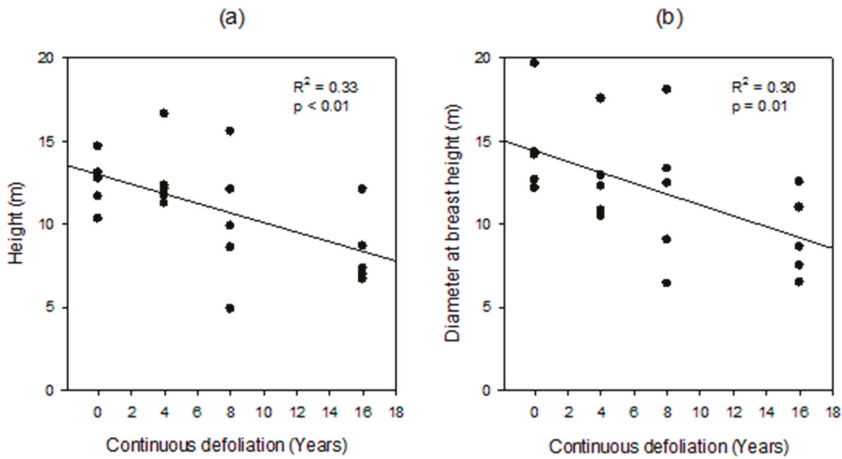 (a)
R² = 0.33
p < 0.01
Height (m)
20
15
10
5
0
0 2 4 6 8 10 12 14 16 18
Continuous defoliation (Years)
(b)
R² = 0.30
p = 0.01
Diameter at breast height (m)
20
15
10
5
0
0 2 4 6 8 10 12 14 16 18
Continuous defoliation (Years)